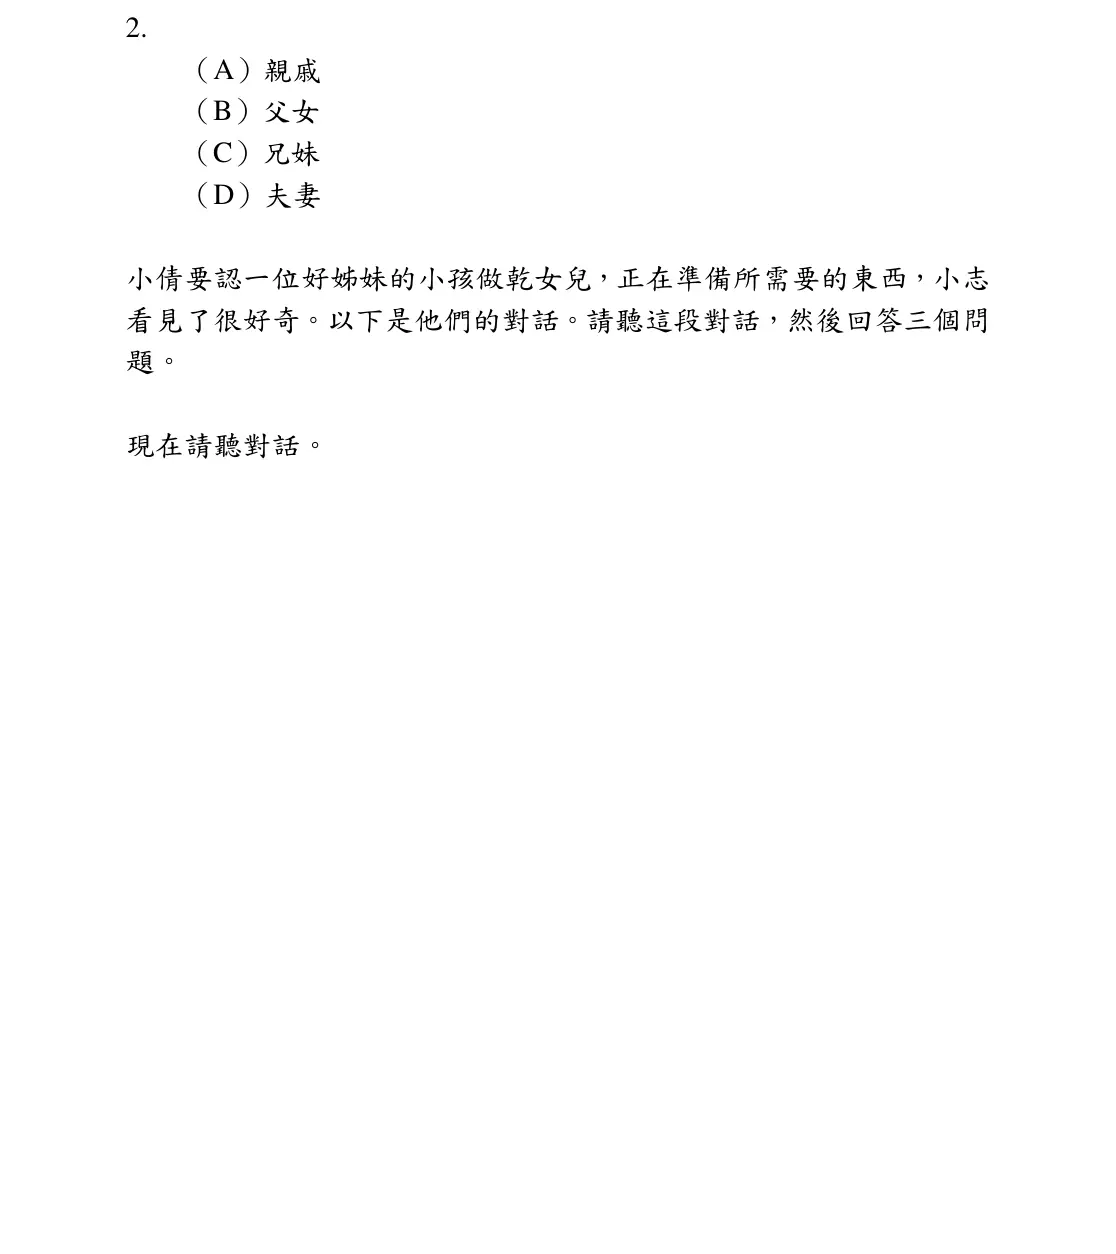 2.
（A）親戚
（B）父女
（C）兄妹
（D）夫妻
小倩要認一位好姊妹的小孩做乾女兒，正在準備所需要的東西，小志
看見了很好奇。以下是他們的對話。請聽這段對話，然後回答三個問
題。
現在請聽對話。